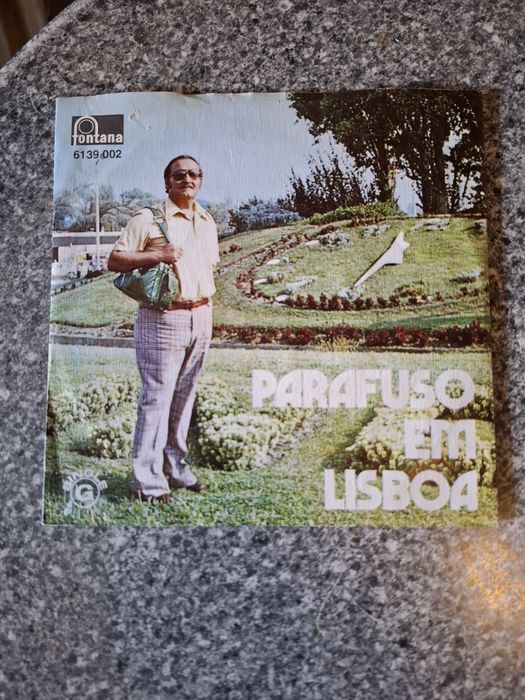 fontana
6139 002
PARAFUSO
EM
LISBOA
G